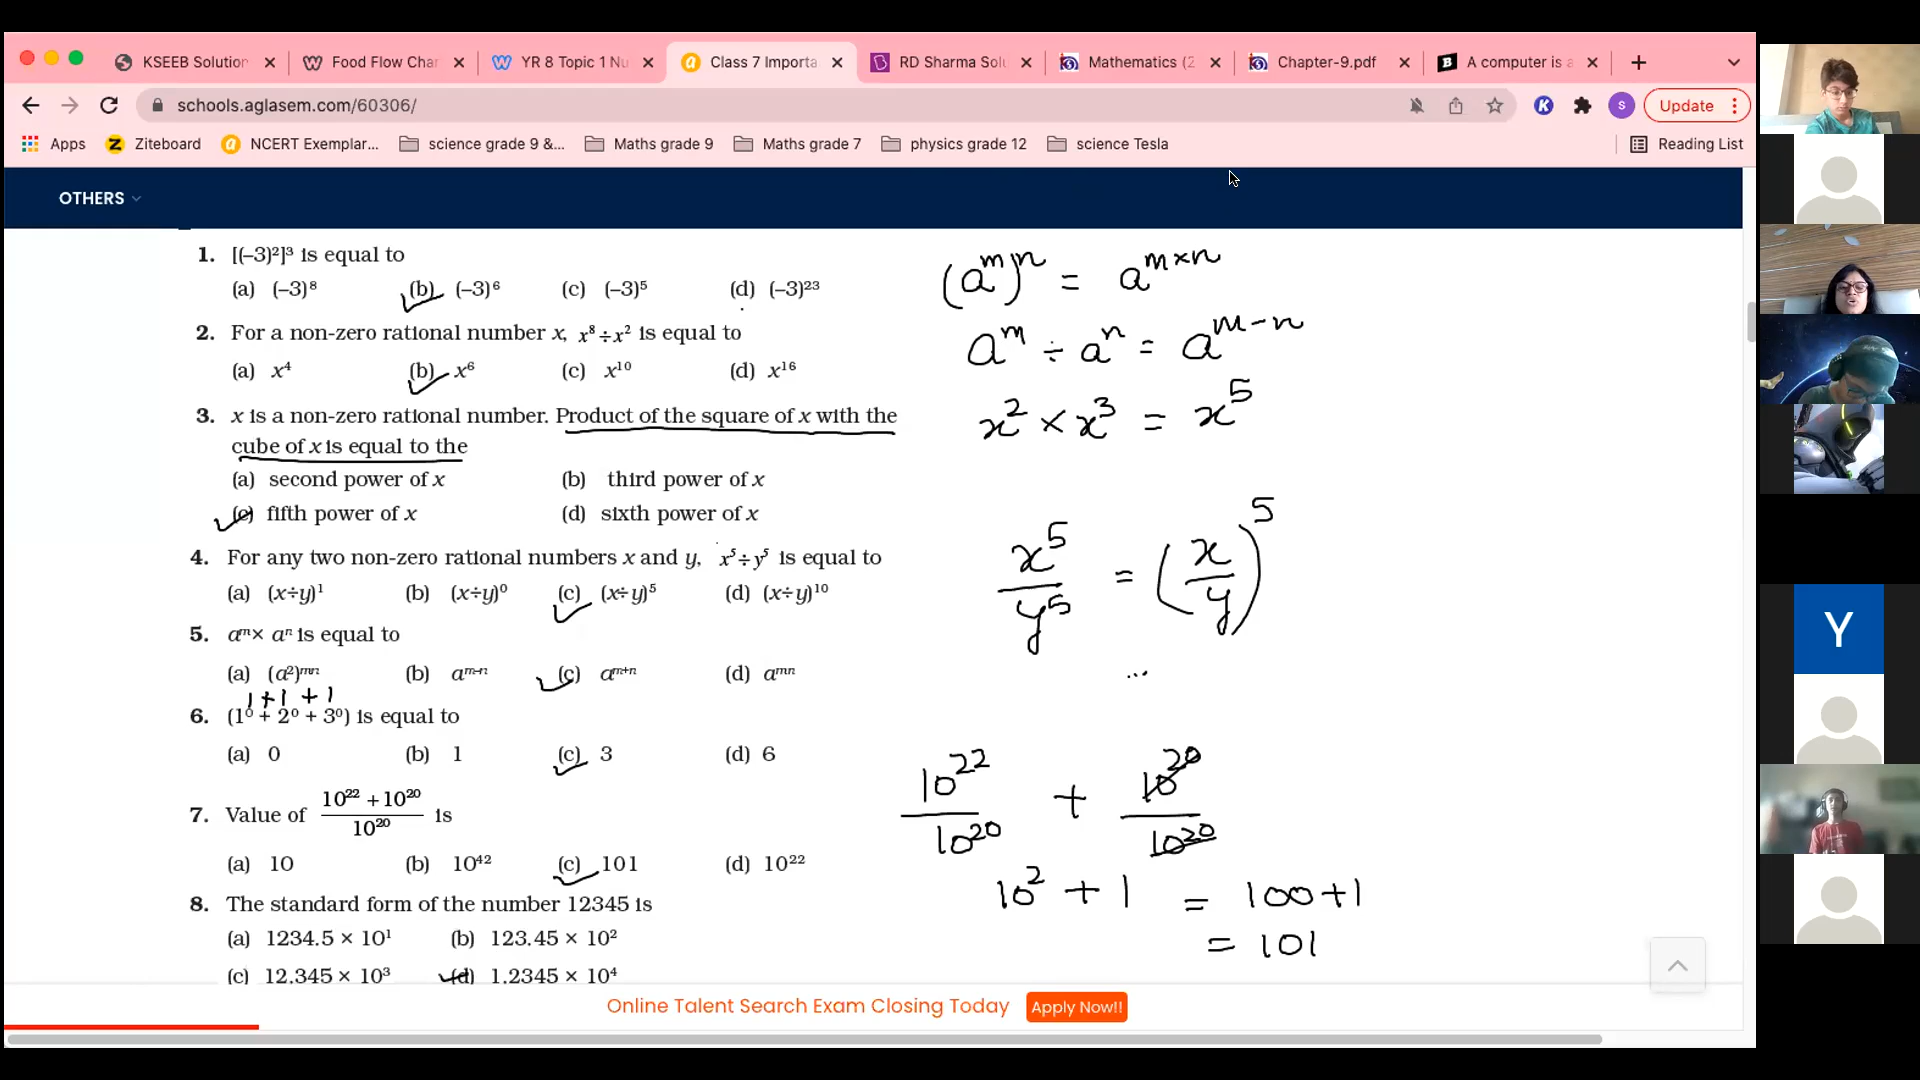 KSEEB Solution
Food Flow Char
YR 8 Topic 1 Nu
Class 7 Importa
RD Sharma Solu
Mathematics (2
Chapter-9.pdf
A computer is a
schools.aglasem.com/60306/
K
S
Update
Apps
Ziteboard
NCERT Exemplar...
science grade 9 &...
Maths grade 9
Maths grade 7
physics grade 12
science Tesla
Reading List
OTHERS
1. [(–3)²]³ is equal to
(a) (–3)⁸ (b) (–3)⁶ (c) (–3)⁵ (d) (–3)²³
2. For a non-zero rational number x, x⁸ ÷ x² is equal to
(a) x⁴ (b) x⁶ (c) x¹⁰ (d) x¹⁶
3. x is a non-zero rational number. Product of the square of x with the
cube of x is equal to the
(a) second power of x (b) third power of x
(c) fifth power of x (d) sixth power of x
4. For any two non-zero rational numbers x and y, x⁵ ÷ y⁵ is equal to
(a) (x÷y)¹ (b) (x÷y)⁰ (c) (x÷y)⁵ (d) (x÷y)¹⁰
5. aᵐ × aⁿ is equal to
(a) (a²)ᵐⁿ (b) aᵐ⁻ⁿ (c) aᵐ⁺ⁿ (d) aᵐⁿ
1 + 1 + 1
6. (1⁰ + 2⁰ + 3⁰) is equal to
(a) 0 (b) 1 (c) 3 (d) 6
7. Value of (10²² + 10²⁰)/10²⁰ is
(a) 10 (b) 10⁴² (c) 101 (d) 10²²
8. The standard form of the number 12345 is
(a) 1234.5 × 10¹ (b) 123.45 × 10²
(c) 12.345 × 10³ (d) 1.2345 × 10⁴
(aᵐ)ⁿ = aᵐˣⁿ
aᵐ ÷ aⁿ = aᵐ⁻ⁿ
x² × x³ = x⁵
x⁵/y⁵ = (x/y)⁵
...
10²²/10²⁰ + 10²⁰/10²⁰
10² + 1 = 100+1
= 101
Online Talent Search Exam Closing Today
Apply Now!!
Y